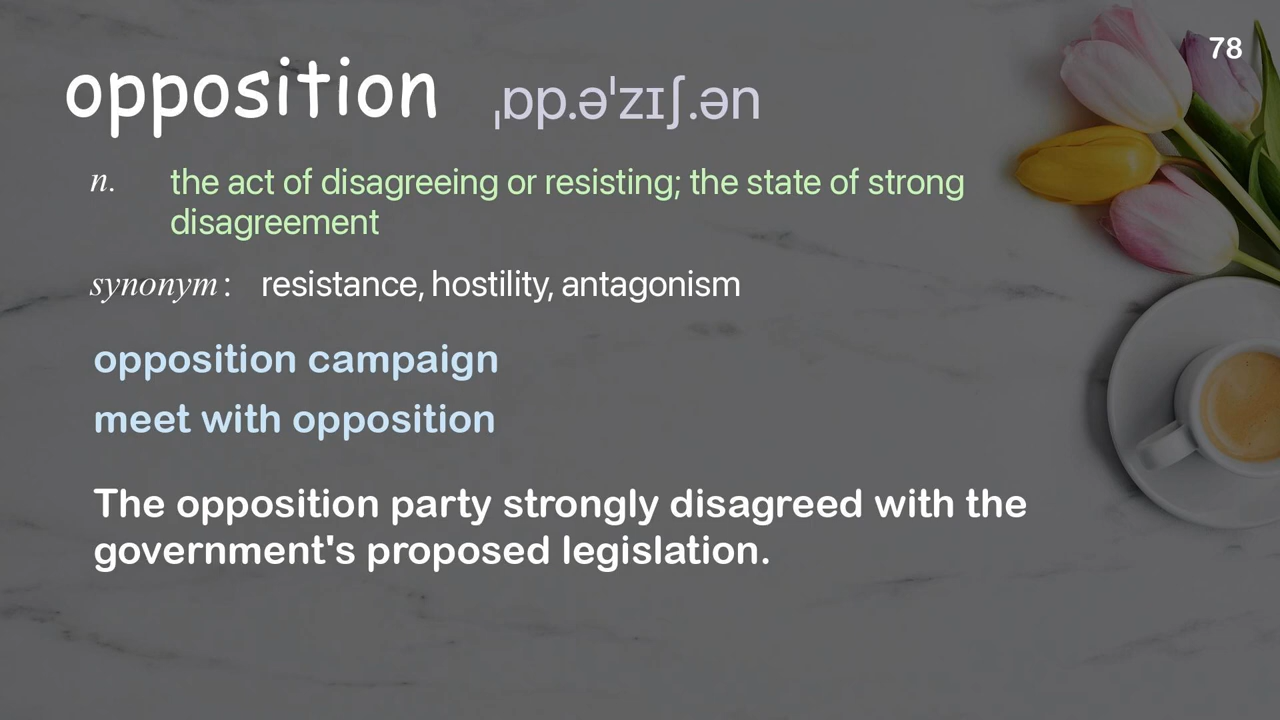 78
opposition ˌɒp.əˈzɪʃ.ən
n. the act of disagreeing or resisting; the state of strong
disagreement
synonym: resistance, hostility, antagonism
opposition campaign
meet with opposition
The opposition party strongly disagreed with the
government's proposed legislation.